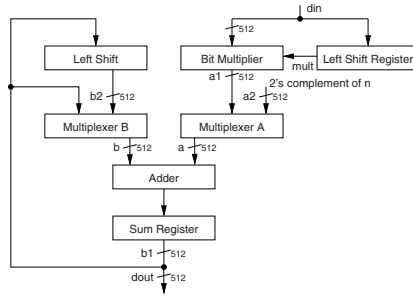 din
512
Left Shift
Bit Multiplier
Left Shift Register
mult
a1
512
2's complement of n
b2
512
a2
512
Multiplexer B
Multiplexer A
b
512
a
512
Adder
Sum Register
b1
512
dout
512